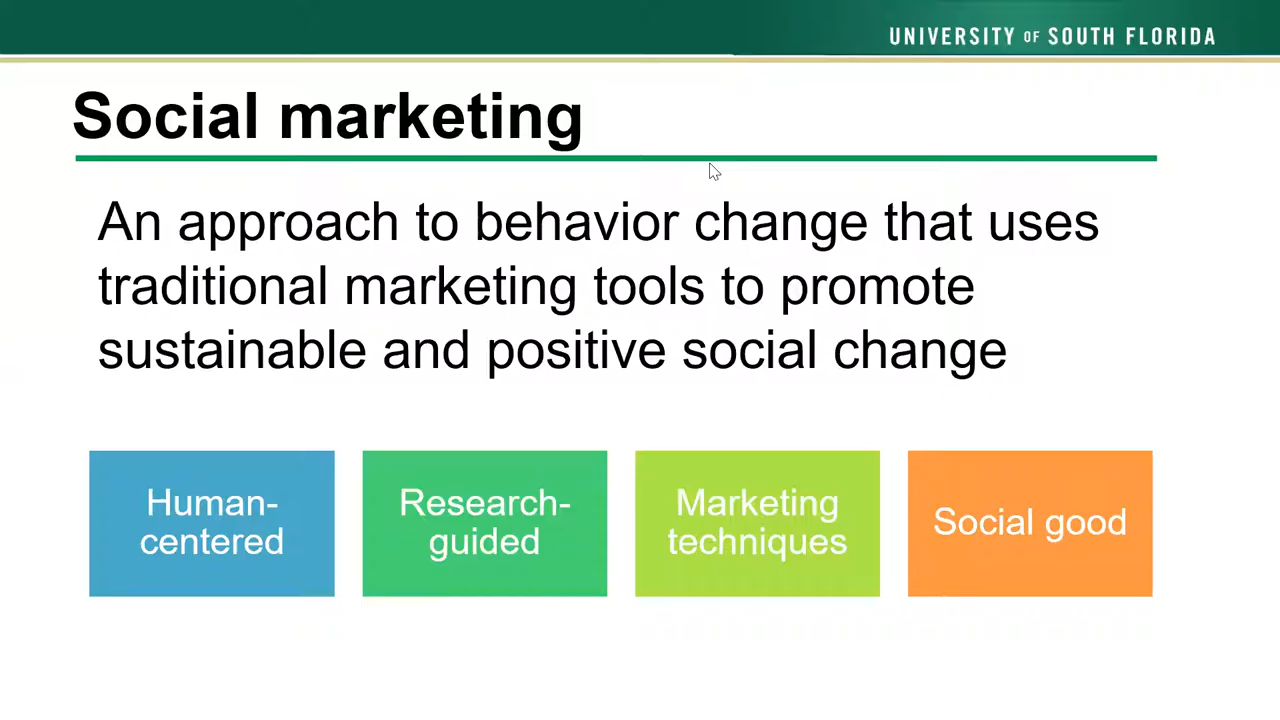 UNIVERSITY OF SOUTH FLORIDA
Social marketing
An approach to behavior change that uses
traditional marketing tools to promote
sustainable and positive social change
Human-
centered
Research-
guided
Marketing
techniques
Social good